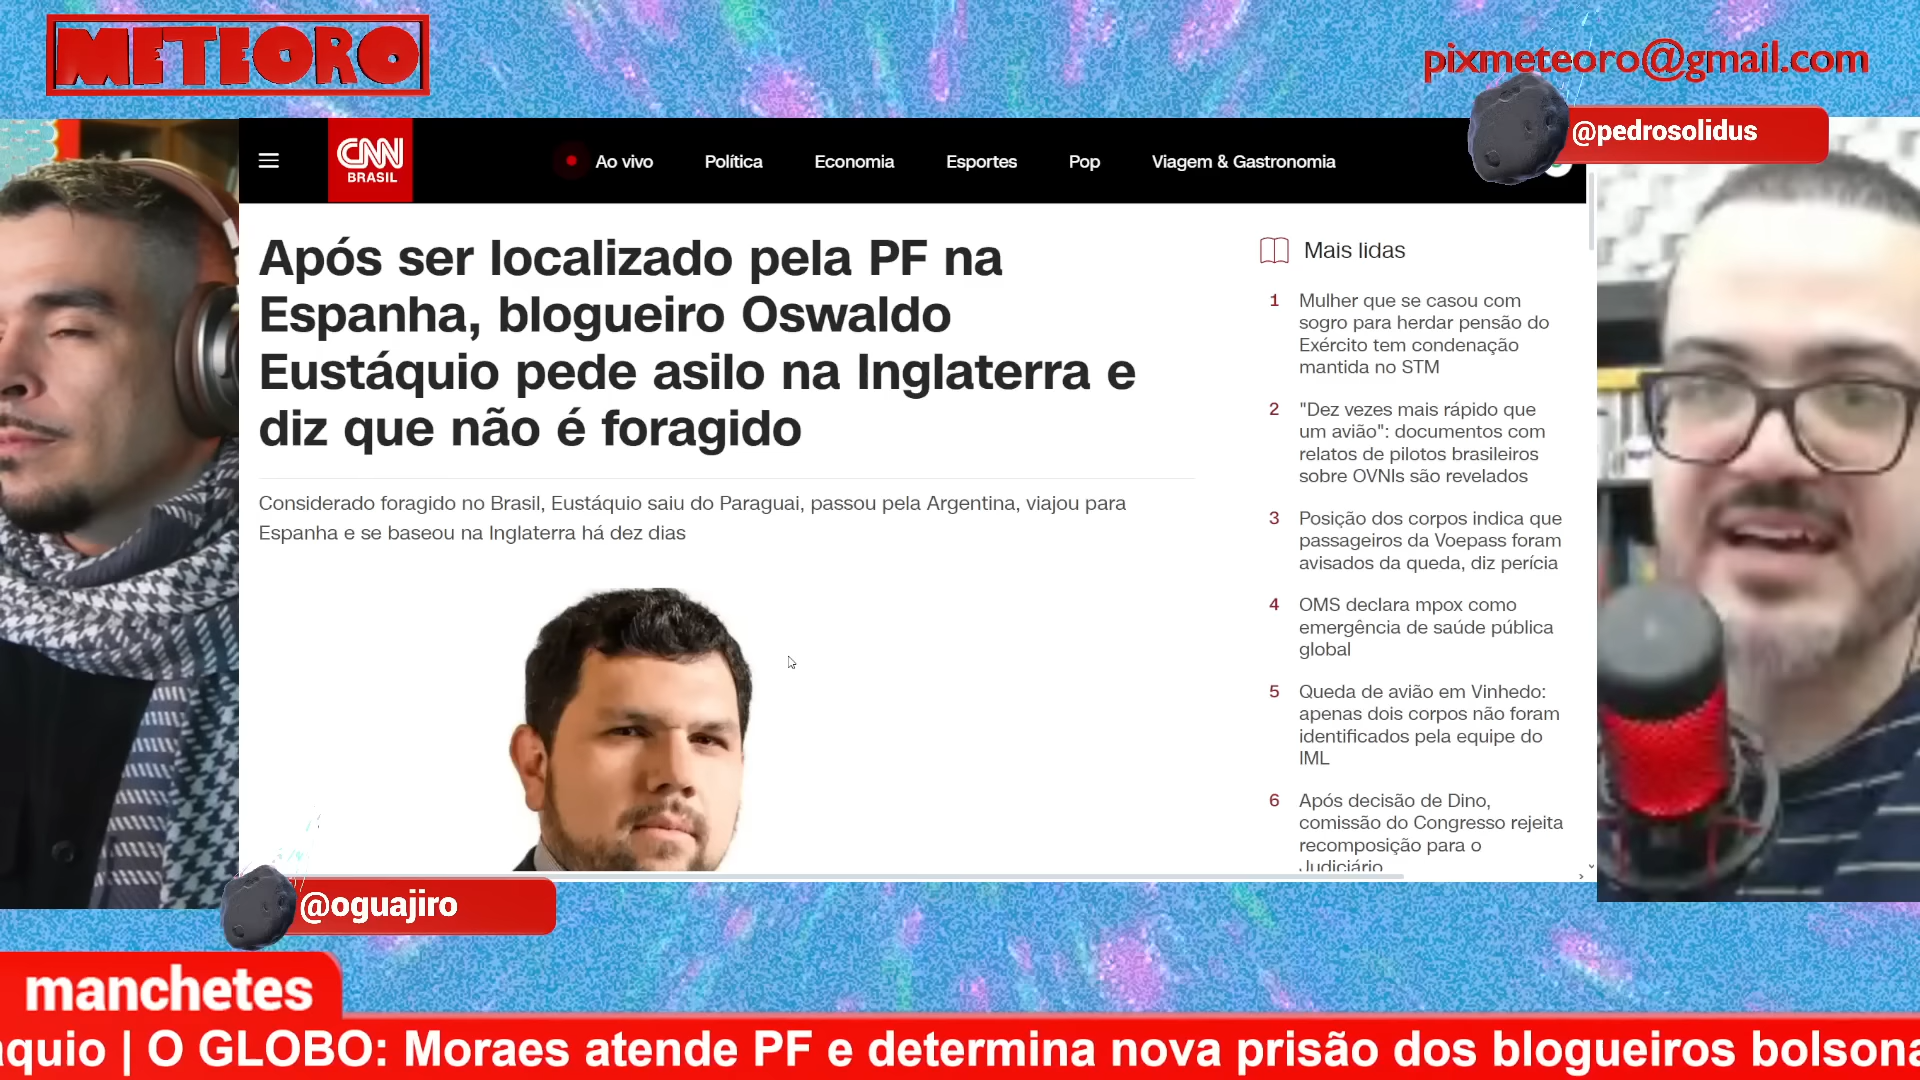 METEORO
pixmeteoro@gmail.com
@pedrosolidus
CNN
BRASIL
Ao vivo
Política
Economia
Esportes
Pop
Viagem & Gastronomia
Após ser localizado pela PF na
Espanha, blogueiro Oswaldo
Eustáquio pede asilo na Inglaterra e
diz que não é foragido
Considerado foragido no Brasil, Eustáquio saiu do Paraguai, passou pela Argentina, viajou para
Espanha e se baseou na Inglaterra há dez dias
Mais lidas
1 Mulher que se casou com
sogro para herdar pensão do
Exército tem condenação
mantida no STM
2 "Dez vezes mais rápido que
um avião": documentos com
relatos de pilotos brasileiros
sobre OVNIs são revelados
3 Posição dos corpos indica que
passageiros da Voepass foram
avisados da queda, diz perícia
4 OMS declara mpox como
emergência de saúde pública
global
5 Queda de avião em Vinhedo:
apenas dois corpos não foram
identificados pela equipe do
IML
6 Após decisão de Dino,
comissão do Congresso rejeita
recomposição para o
Judiciário
@oguajiro
manchetes
aquio | O GLOBO: Moraes atende PF e determina nova prisão dos blogueiros bolsona